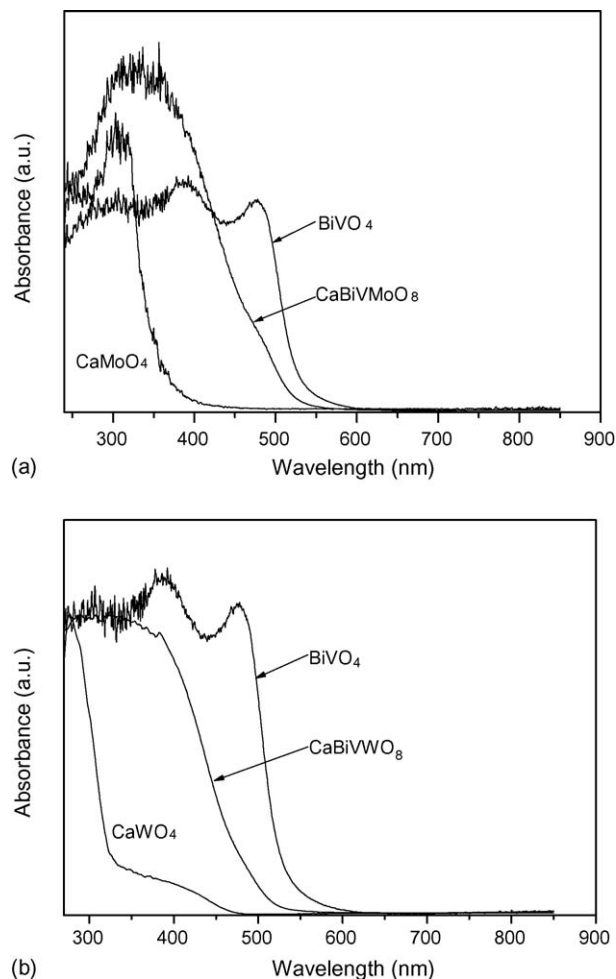 Absorbance (a.u.)
BiVO₄
CaBiVMoO₈
CaMoO₄
300 400 500 600 700 800 900
(a) Wavelength (nm)
Absorbance (a.u.)
BiVO₄
CaBiVWO₈
CaWO₄
300 400 500 600 700 800 900
(b) Wavelength (nm)